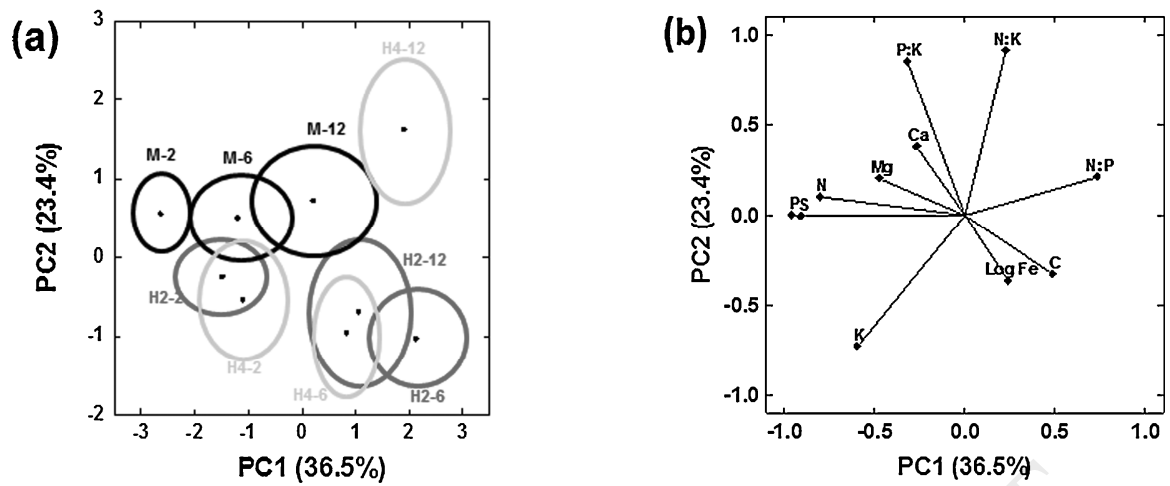 (a)
3
2
1
0
-1
-2
-3 -2 -1 0 1 2 3
PC2 (23.4%)
PC1 (36.5%)
H4-12
M-12
M-2
M-6
H2-12
H2-2
H4-2
H4-6
H2-6
(b)
1.0
0.5
0.0
-0.5
-1.0
-1.0 -0.5 0.0 0.5 1.0
PC2 (23.4%)
PC1 (36.5%)
N:K
P:K
Ca
Mg
N:P
N
P S
Log Fe C
K